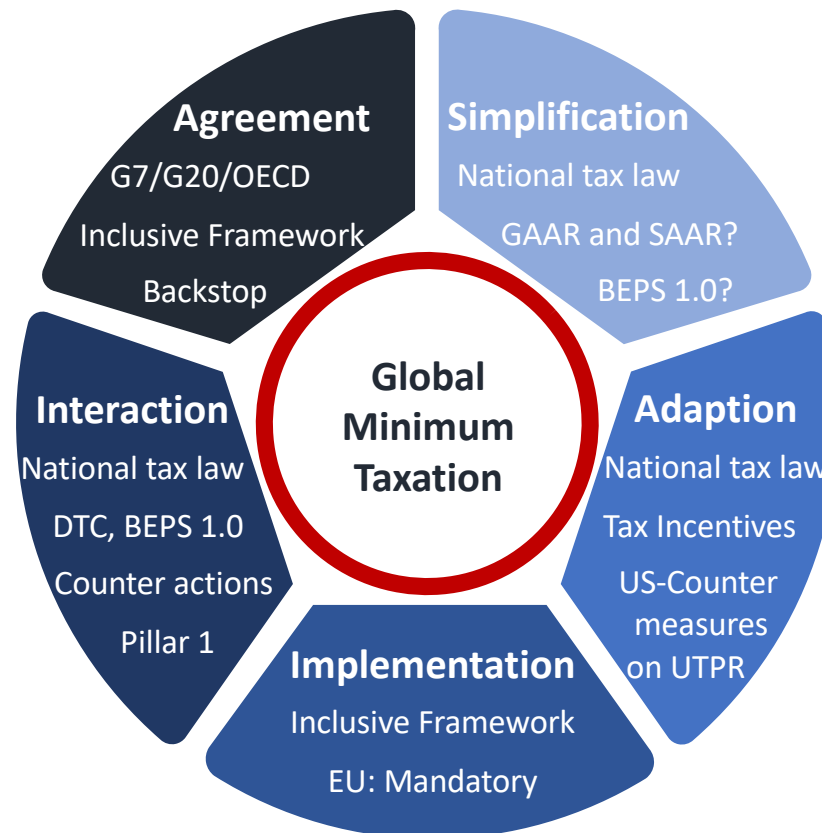 Agreement
G7/G20/OECD
Inclusive Framework
Backstop
Simplification
National tax law
GAAR and SAAR?
BEPS 1.0?
Interaction
National tax law
DTC, BEPS 1.0
Counter actions
Pillar 1
Global
Minimum
Taxation
Adaption
National tax law
Tax Incentives
US-Counter
measures
on UTPR
Implementation
Inclusive Framework
EU: Mandatory